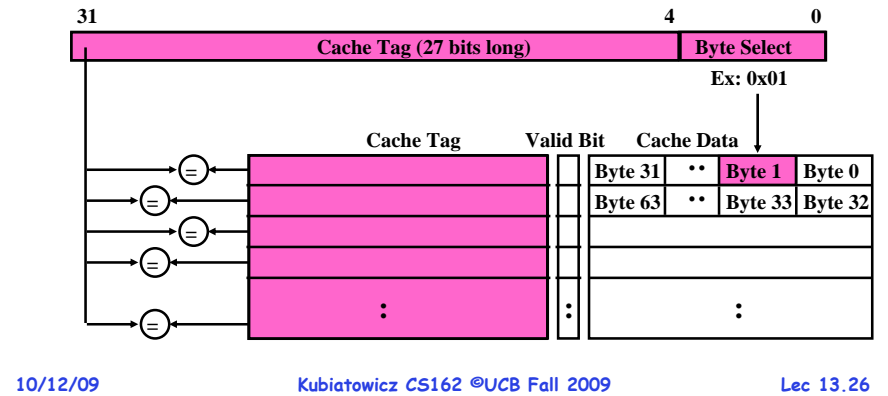 31 4 0
Cache Tag (27 bits long) Byte Select
Ex: 0x01
Cache Tag Valid Bit Cache Data
= Byte 31 •• Byte 1 Byte 0
= Byte 63 •• Byte 33 Byte 32
=
=
= : : :
10/12/09 Kubiatowicz CS162 ©UCB Fall 2009 Lec 13.26